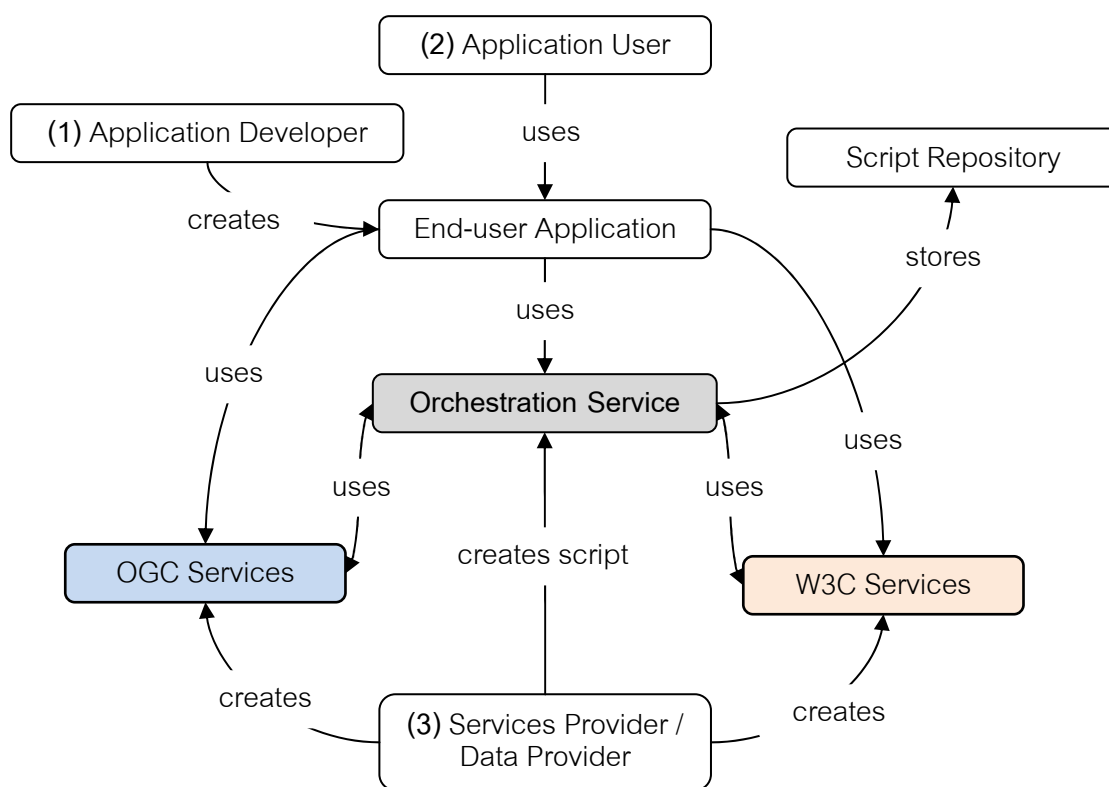 (2) Application User
uses
(1) Application Developer
Script Repository
creates
End-user Application
stores
uses
uses
Orchestration Service
uses
uses
uses
creates script
OGC Services
W3C Services
creates
creates
(3) Services Provider /
Data Provider